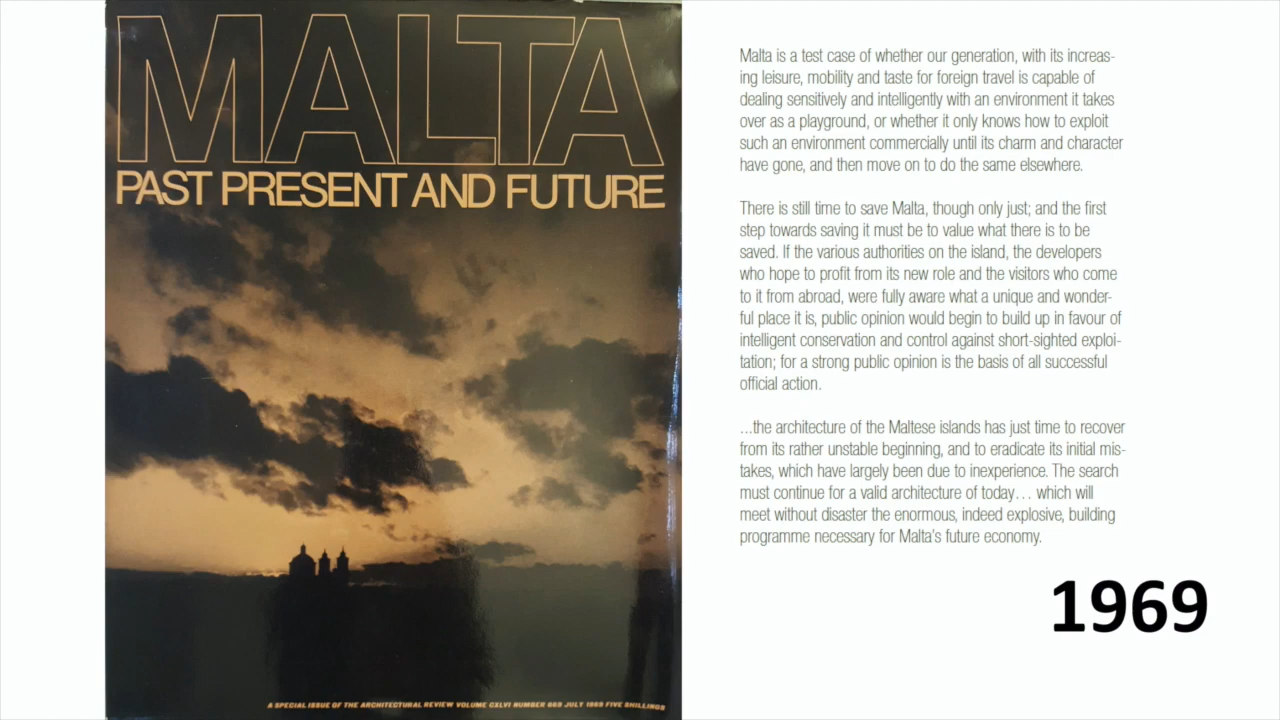 MALTA
PAST PRESENT AND FUTURE
A SPECIAL ISSUE OF THE ARCHITECTURAL REVIEW VOLUME CXLVI NUMBER 869 JULY 1969 FIVE SHILLINGS
Malta is a test case of whether our generation, with its increas-
ing leisure, mobility and taste for foreign travel is capable of
dealing sensitively and intelligently with an environment it takes
over as a playground, or whether it only knows how to exploit
such an environment commercially until its charm and character
have gone, and then move on to do the same elsewhere.
There is still time to save Malta, though only just; and the first
step towards saving it must be to value what there is to be
saved. If the various authorities on the island, the developers
who hope to profit from its new role and the visitors who come
to it from abroad, were fully aware what a unique and wonder-
ful place it is, public opinion would begin to build up in favour of
intelligent conservation and control against short-sighted exploi-
tation; for a strong public opinion is the basis of all successful
official action.
...the architecture of the Maltese islands has just time to recover
from its rather unstable beginning, and to eradicate its initial mis-
takes, which have largely been due to inexperience. The search
must continue for a valid architecture of today... which will
meet without disaster the enormous, indeed explosive, building
programme necessary for Malta's future economy.
1969